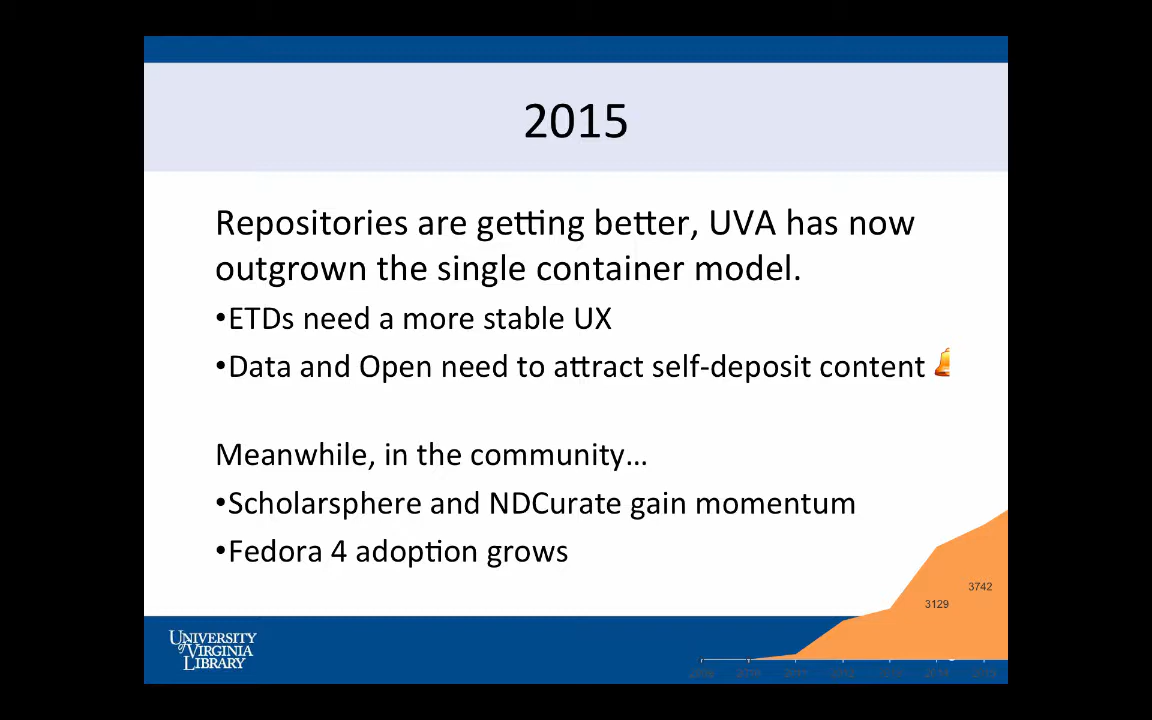 2015
Repositories are getting better, UVA has now
outgrown the single container model.
•ETDs need a more stable UX
•Data and Open need to attract self-deposit content
Meanwhile, in the community…
•Scholarsphere and NDCurate gain momentum
•Fedora 4 adoption grows
3742
3129
UNIVERSITY
of VIRGINIA
LIBRARY